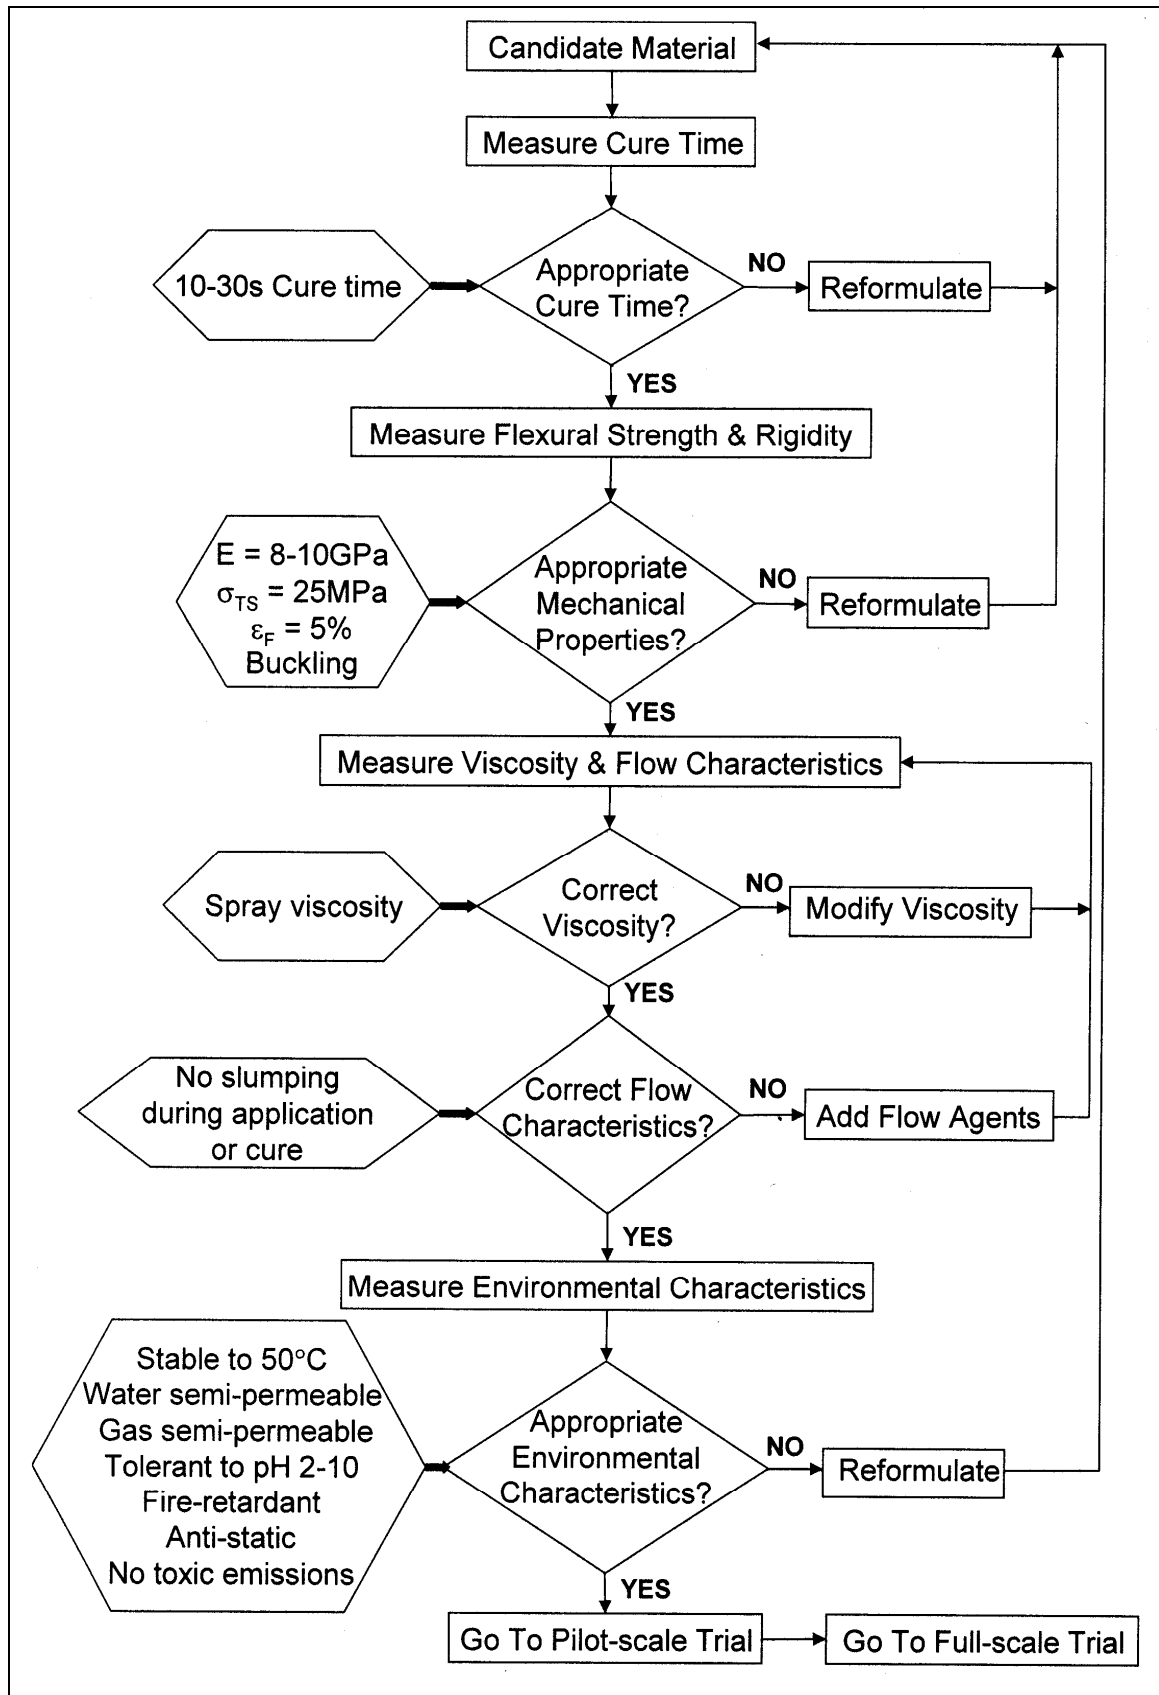 Candidate Material
Measure Cure Time
10-30s Cure time
Appropriate
Cure Time?
NO
Reformulate
YES
Measure Flexural Strength & Rigidity
E = 8-10GPa
σTS = 25MPa
εF = 5%
Buckling
Appropriate
Mechanical
Properties?
NO
Reformulate
YES
Measure Viscosity & Flow Characteristics
Spray viscosity
Correct
Viscosity?
NO
Modify Viscosity
YES
No slumping
during application
or cure
Correct Flow
Characteristics?
NO
Add Flow Agents
YES
Measure Environmental Characteristics
Stable to 50°C
Water semi-permeable
Gas semi-permeable
Tolerant to pH 2-10
Fire-retardant
Anti-static
No toxic emissions
Appropriate
Environmental
Characteristics?
NO
Reformulate
YES
Go To Pilot-scale Trial
Go To Full-scale Trial